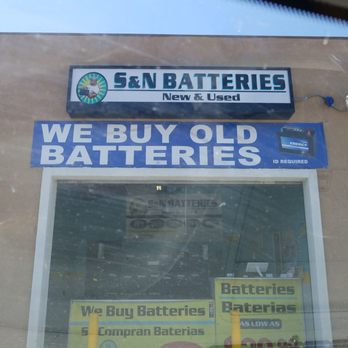 S&N BATTERIES
New & Used
WE BUY OLD
BATTERIES
ID REQUIRED
S&N BATTERIES
We Buy Batteries
Se Compran Baterias
Batteries
Baterias
AS LOW AS